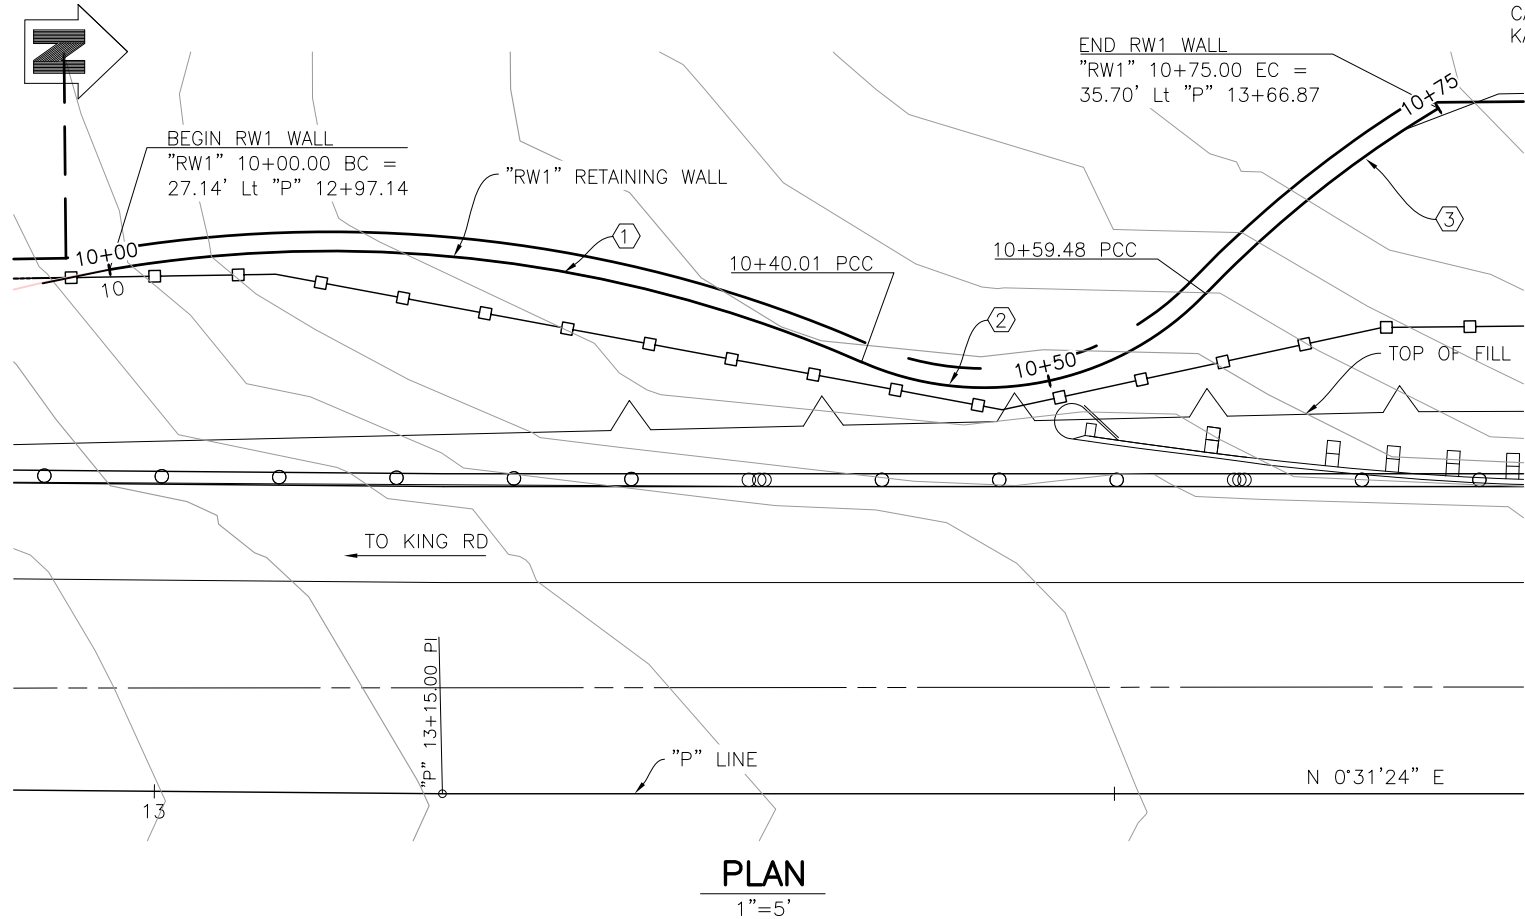 N
CA
KA
END RW1 WALL
"RW1" 10+75.00 EC =
35.70' Lt "P" 13+66.87
10+75
BEGIN RW1 WALL
"RW1" 10+00.00 BC =
27.14' Lt "P" 12+97.14
"RW1" RETAINING WALL
3
1
10+00
10
10+40.01 PCC
10+59.48 PCC
2
10+50
TOP OF FILL
TO KING RD
"P" 13+15.00 PI
"P" LINE
N 0°31'24" E
13
PLAN
1"=5'